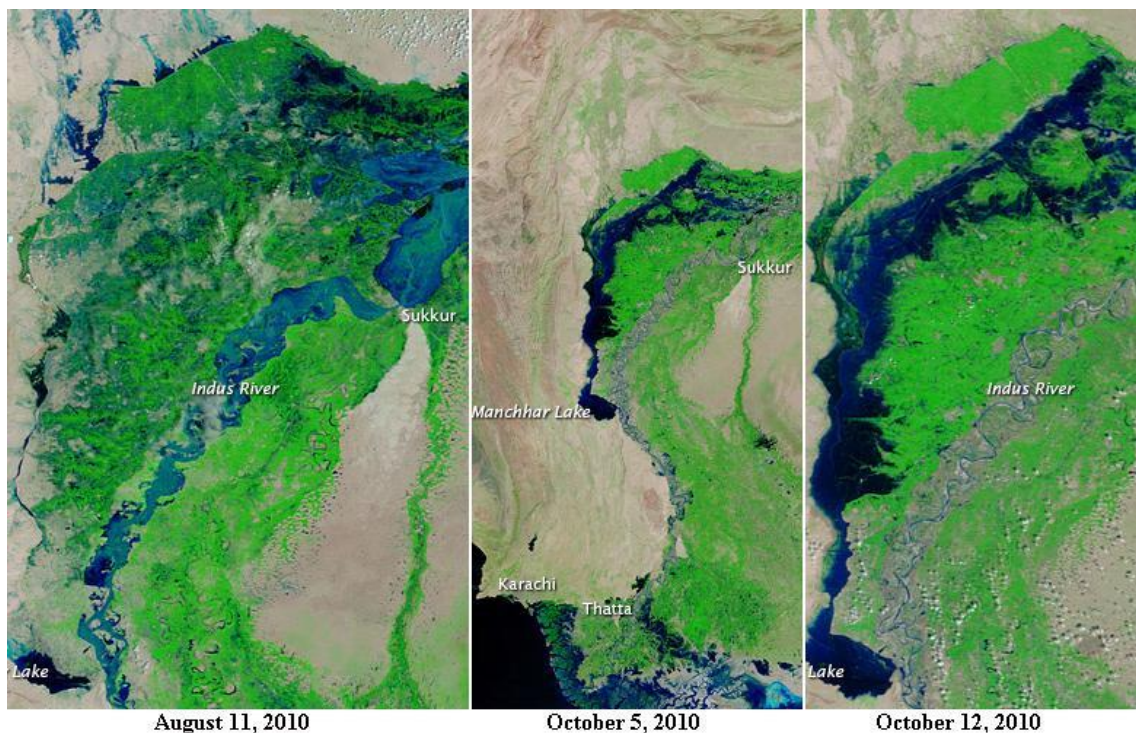 Sukkur
Indus River
Lake
August 11, 2010
Sukkur
Manchhar Lake
Karachi
Thatta
October 5, 2010
Indus River
Lake
October 12, 2010